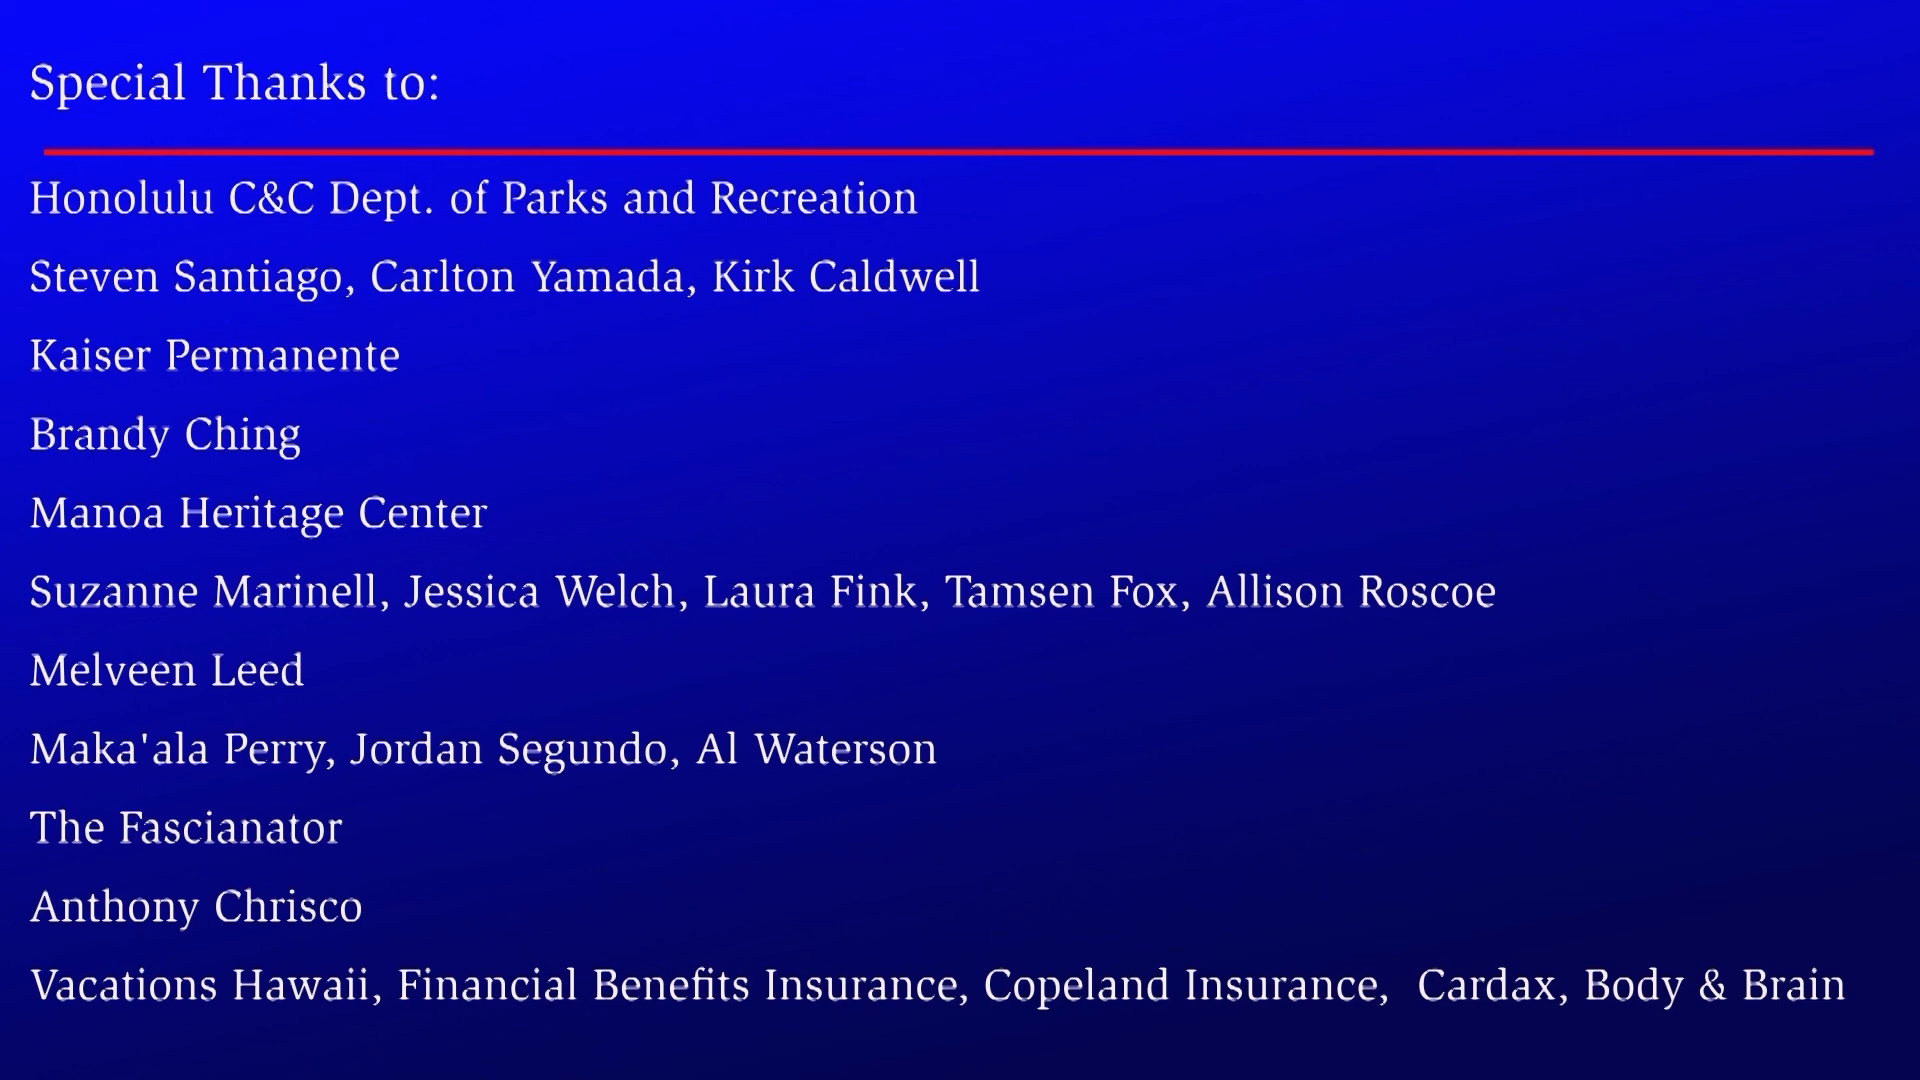 Special Thanks to:
Honolulu C&C Dept. of Parks and Recreation
Steven Santiago, Carlton Yamada, Kirk Caldwell
Kaiser Permanente
Brandy Ching
Manoa Heritage Center
Suzanne Marinell, Jessica Welch, Laura Fink, Tamsen Fox, Allison Roscoe
Melveen Leed
Maka'ala Perry, Jordan Segundo, Al Waterson
The Fascianator
Anthony Chrisco
Vacations Hawaii, Financial Benefits Insurance, Copeland Insurance,  Cardax, Body & Brain